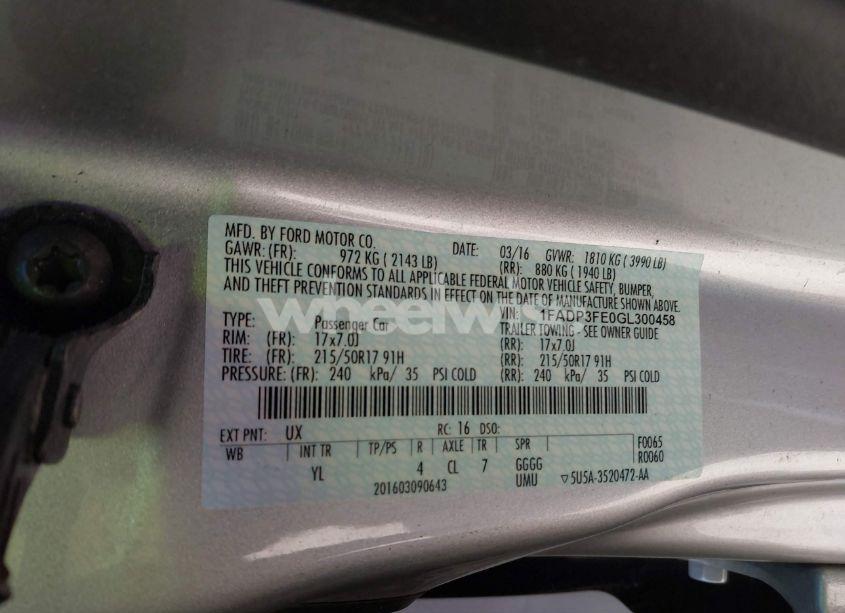 MFD. BY FORD MOTOR CO. DATE: 03/16 GVWR: 1810 KG ( 3990 LB)
GAWR: (FR): 972 KG ( 2143 LB) (RR): 880 KG ( 1940 LB)
THIS VEHICLE CONFORMS TO ALL APPLICABLE FEDERAL MOTOR VEHICLE SAFETY, BUMPER,
AND THEFT PREVENTION STANDARDS IN EFFECT ON THE DATE OF MANUFACTURE SHOWN ABOVE.
VIN: 1FADP3FE0GL300458
TYPE: Passenger Car TRAILER TOWING - SEE OWNER GUIDE
RIM: (FR): 17x7.0J (RR): 17x7.0J
TIRE: (FR): 215/50R17 91H (RR): 215/50R17 91H
PRESSURE: (FR): 240 kPa/ 35 PSI COLD (RR): 240 kPa/ 35 PSI COLD
EXT PNT: UX RC: 16 DSO: F0065
WB INT TR TP/PS R AXLE TR SPR R0060
YL 4 CL 7 GGGG
201603090643 UMU ▽5U5A-3520472-AA